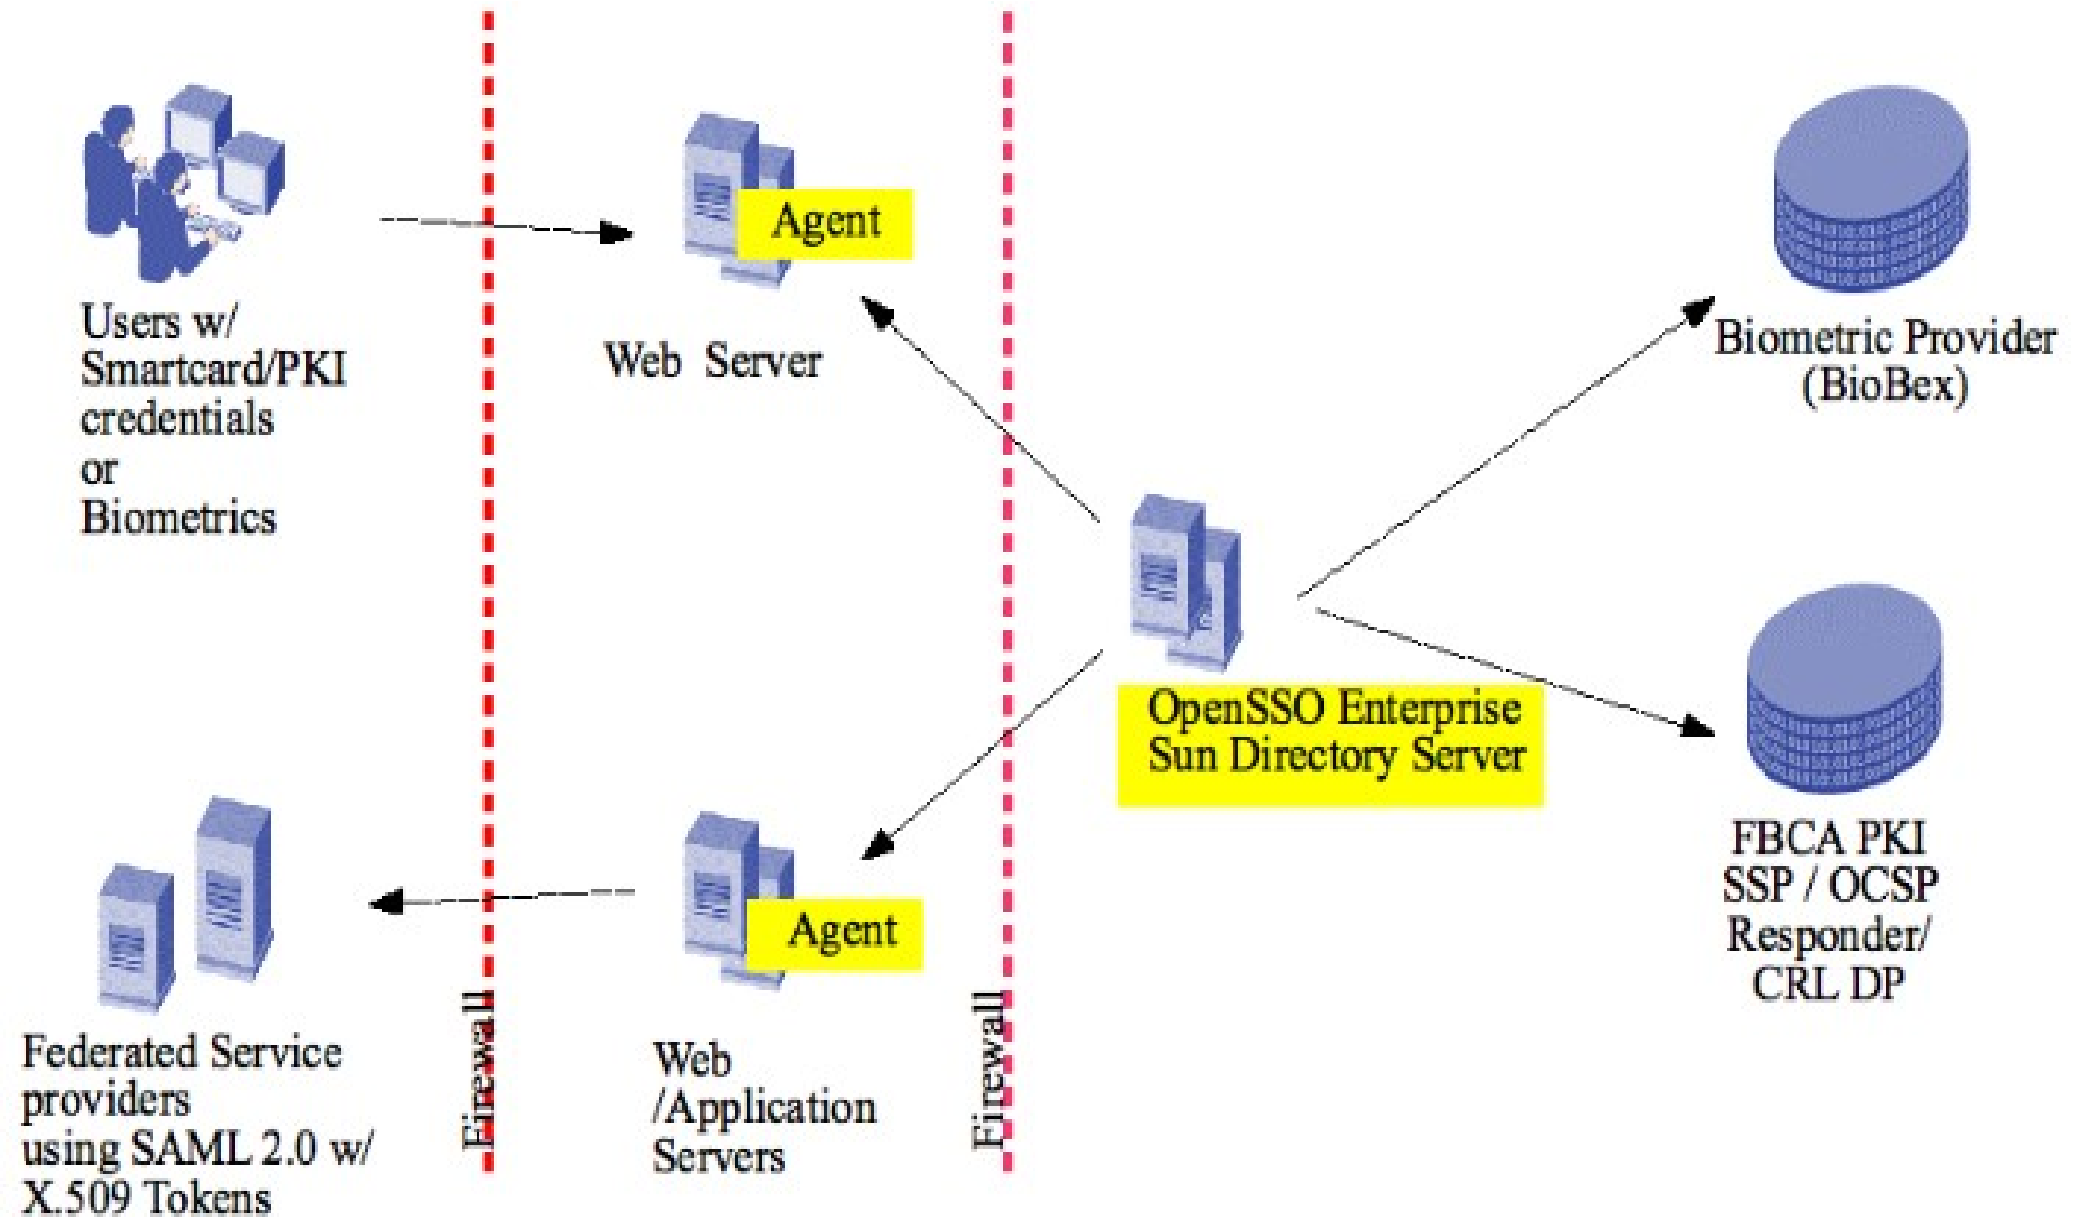 Agent
Users w/
Smartcard/PKI
credentials
or
Biometrics
Web Server
Biometric Provider
(BioBex)
OpenSSO Enterprise
Sun Directory Server
Agent
FBCA PKI
SSP / OCSP
Responder/
CRL DP
Federated Service
providers
using SAML 2.0 w/
X.509 Tokens
Firewall
Web
/Application
Servers
Firewall